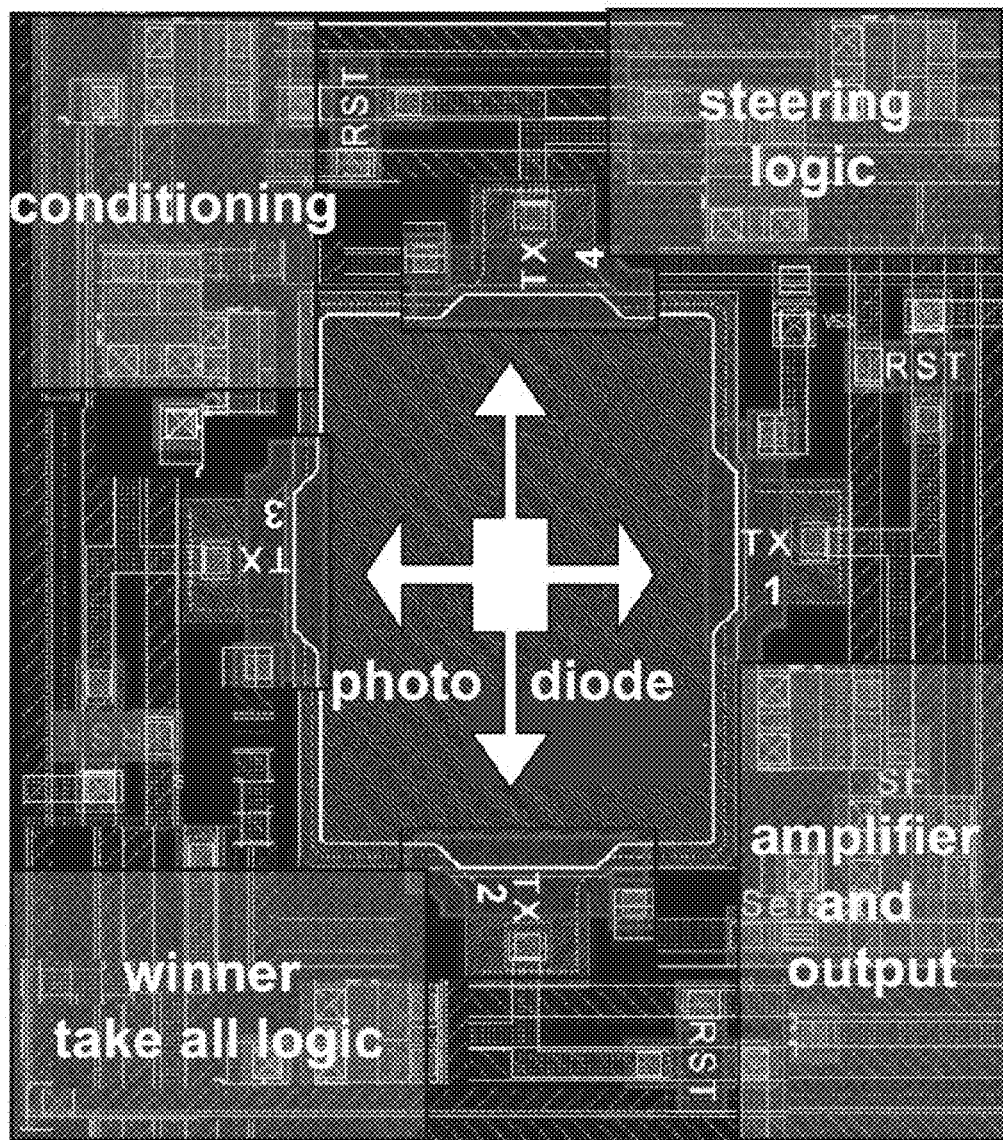 RST
steering
logic
conditioning
TX
4
RST
3
TX
TX
1
photo diode
SF
amplifier
and
output
2
TX
winner
take all logic
RST